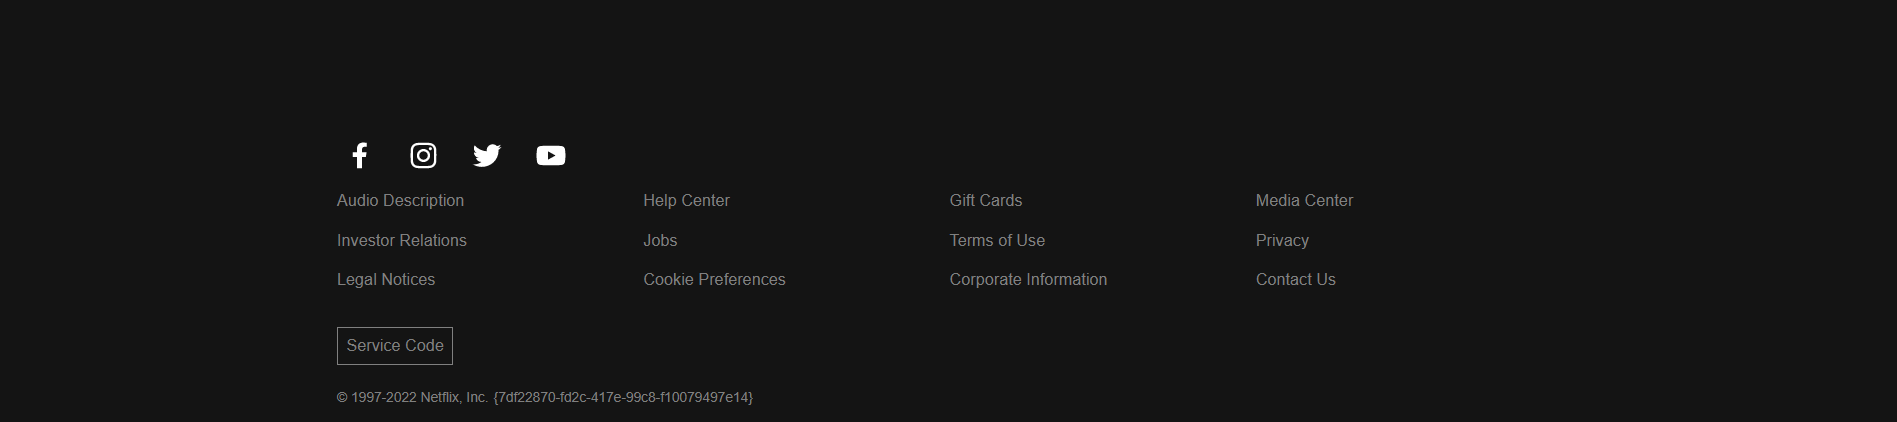 Audio Description Help Center Gift Cards Media Center
Investor Relations Jobs Terms of Use Privacy
Legal Notices Cookie Preferences Corporate Information Contact Us
Service Code
© 1997-2022 Netflix, Inc. {7df22870-fd2c-417e-99c8-f10079497e14}